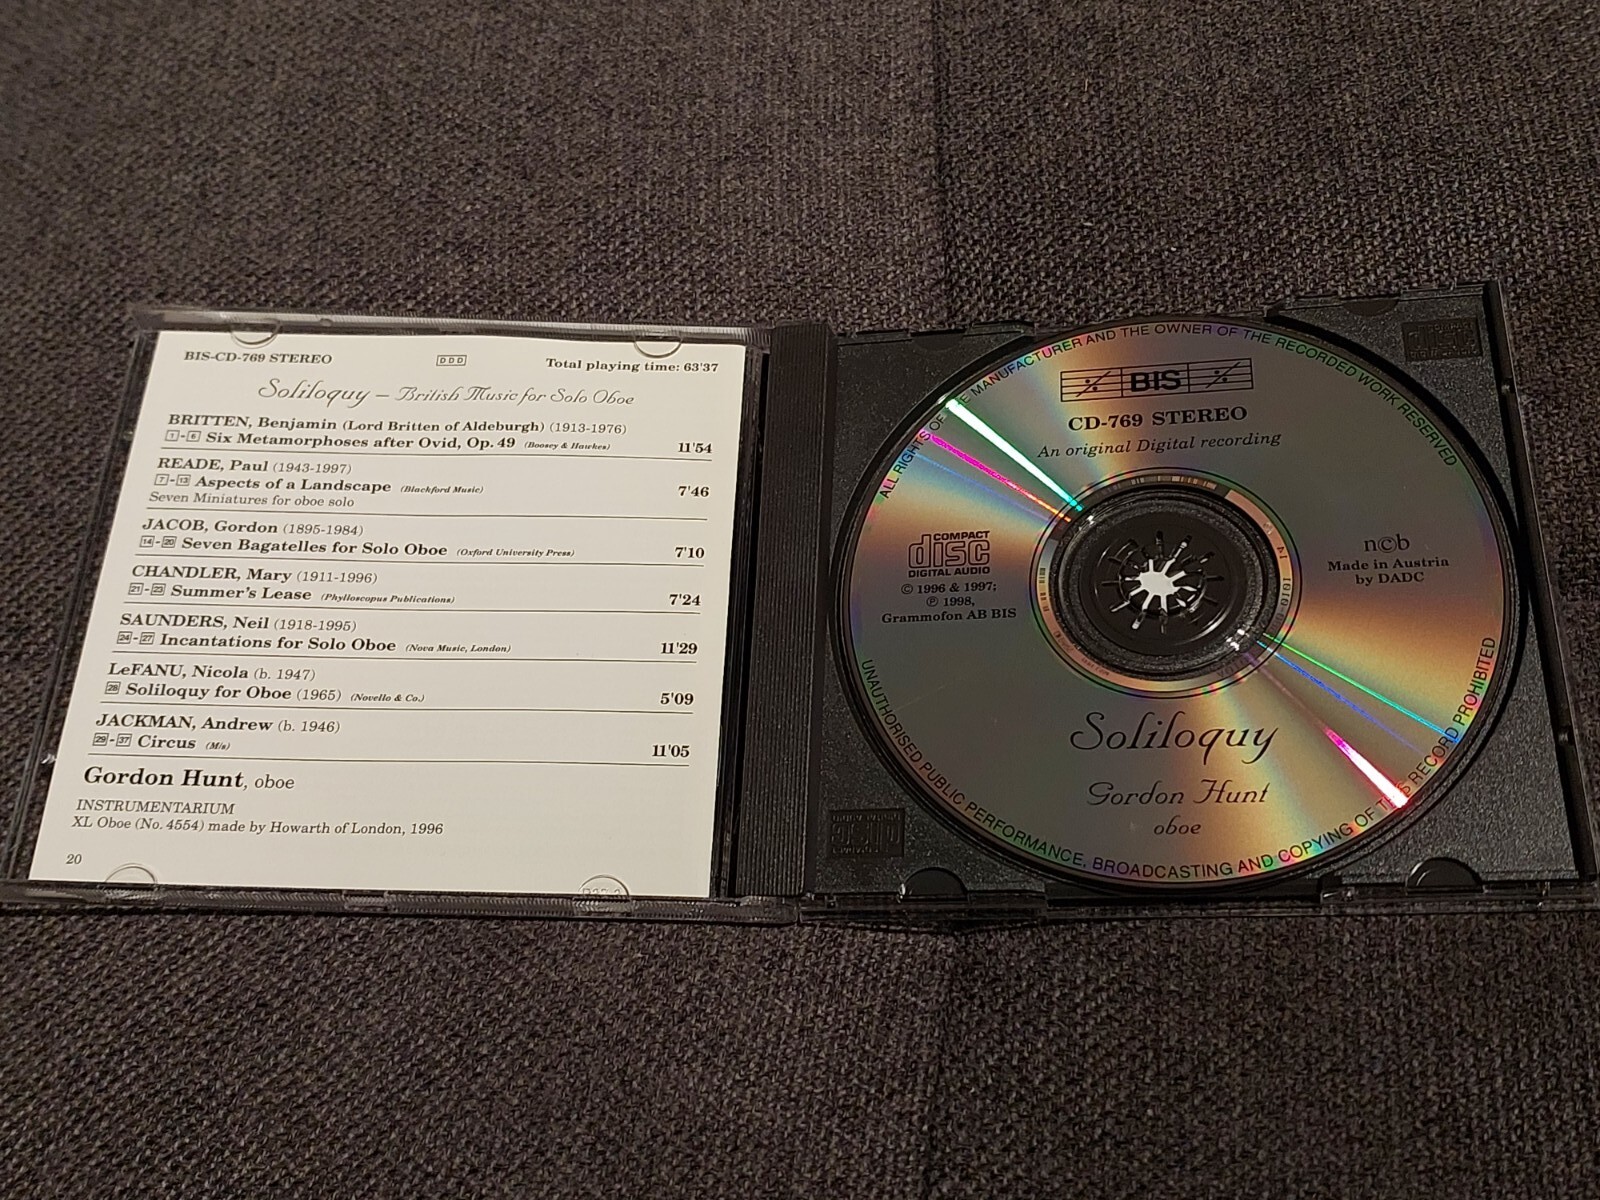 BIS-CD-769 STEREO DDD Total playing time: 63'37
Soliloquy – British Music for Solo Oboe
BRITTEN, Benjamin (Lord Britten of Aldeburgh) (1913-1976)
1-6 Six Metamorphoses after Ovid, Op. 49 (Boosey & Hawkes) 11'54
READE, Paul (1943-1997)
7-13 Aspects of a Landscape (Blackford Music) 7'46
Seven Miniatures for oboe solo
JACOB, Gordon (1895-1984)
14-20 Seven Bagatelles for Solo Oboe (Oxford University Press) 7'10
CHANDLER, Mary (1911-1996)
21-23 Summer's Lease (Phylloscopus Publications) 7'24
SAUNDERS, Neil (1918-1995)
24-27 Incantations for Solo Oboe (Nova Music, London) 11'29
LeFANU, Nicola (b. 1947)
28 Soliloquy for Oboe (1965) (Novello & Co.) 5'09
JACKMAN, Andrew (b. 1946)
29-37 Circus (M/s) 11'05
Gordon Hunt, oboe
INSTRUMENTARIUM
XL Oboe (No. 4554) made by Howarth of London, 1996
20
ALL RIGHTS OF THE MANUFACTURER AND THE OWNER OF THE RECORDED WORK RESERVED
BIS
CD-769 STEREO
An original Digital recording
COMPACT
disc
DIGITAL AUDIO
© 1996 & 1997;
℗ 1998,
Grammofon AB BIS
n©b
Made in Austria
by DADC
Soliloquy
Gordon Hunt
oboe
UNAUTHORISED PUBLIC PERFORMANCE, BROADCASTING AND COPYING OF THIS RECORD PROHIBITED